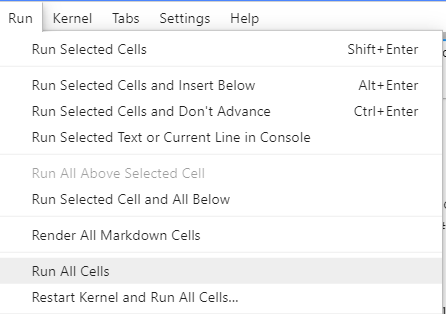 Run Kernel Tabs Settings Help
Run Selected Cells Shift+Enter
Run Selected Cells and Insert Below Alt+Enter
Run Selected Cells and Don't Advance Ctrl+Enter
Run Selected Text or Current Line in Console
Run All Above Selected Cell
Run Selected Cell and All Below
Render All Markdown Cells
Run All Cells
Restart Kernel and Run All Cells…